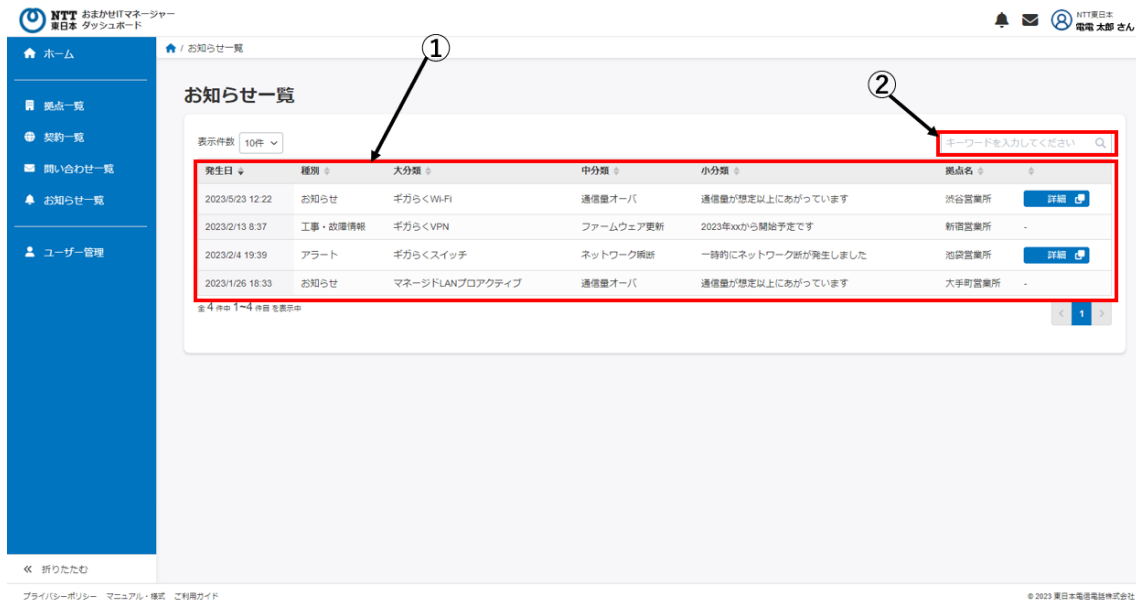 NTT 東日本 おまかせITマネージャー ダッシュボード
NTT東日本
電電 太郎 さん
ホーム
拠点一覧
契約一覧
問い合わせ一覧
お知らせ一覧
ユーザー管理
折りたたむ
/ お知らせ一覧
①
②
お知らせ一覧
表示件数 10件
キーワードを入力してください
発生日 種別 大分類 中分類 小分類 拠点名
2023/5/23 12:22 お知らせ ギガらくWi-Fi 通信量オーバ 通信量が想定以上にあがっています 渋谷営業所 詳細
2023/2/13 8:37 工事・故障情報 ギガらくVPN ファームウェア更新 2023年xxから開始予定です 新宿営業所 -
2023/2/4 19:39 アラート ギガらくスイッチ ネットワーク瞬断 一時的にネットワーク断が発生しました 池袋営業所 詳細
2023/1/26 18:33 お知らせ マネージドLANプロアクティブ 通信量オーバ 通信量が想定以上にあがっています 大手町営業所 -
全 4 件中 1~4 件目 を表示中
< 1 >
プライバシーポリシー マニュアル・様式 ご利用ガイド
© 2023 東日本電信電話株式会社